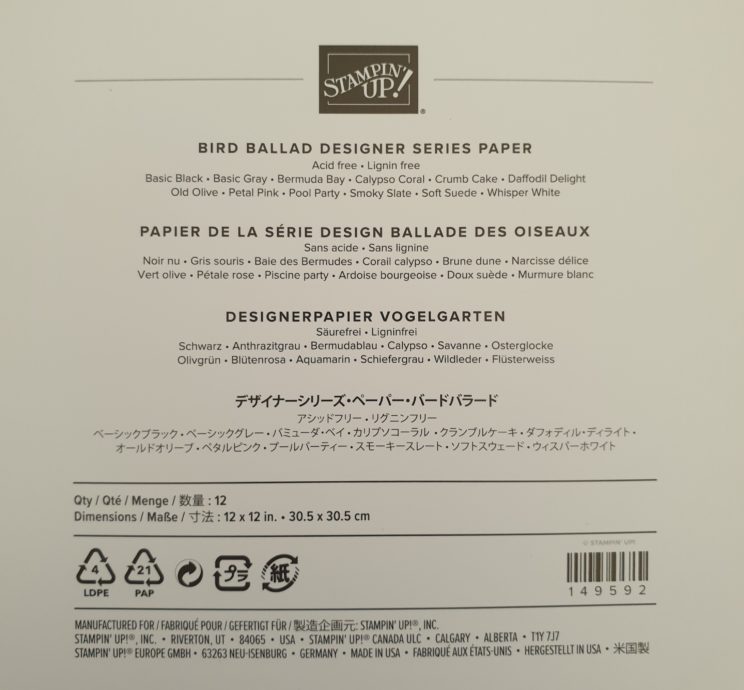 STAMPIN'
UP!®
BIRD BALLAD DESIGNER SERIES PAPER
Acid free • Lignin free
Basic Black • Basic Gray • Bermuda Bay • Calypso Coral • Crumb Cake • Daffodil Delight
Old Olive • Petal Pink • Pool Party • Smoky Slate • Soft Suede • Whisper White
PAPIER DE LA SÉRIE DESIGN BALLADE DES OISEAUX
Sans acide • Sans lignine
Noir nu • Gris souris • Baie des Bermudes • Corail calypso • Brune dune • Narcisse délice
Vert olive • Pétale rose • Piscine party • Ardoise bourgeoise • Doux suède • Murmure blanc
DESIGNERPAPIER VOGELGARTEN
Säurefrei • Ligninfrei
Schwarz • Anthrazitgrau • Bermudablau • Calypso • Savanne • Osterglocke
Olivgrün • Blütenrosa • Aquamarin • Schiefergrau • Wildleder • Flüsterweiss
デザイナーシリーズ・ペーパー・バードバラード
アシッドフリー・リグニンフリー
ベーシックブラック・ベーシックグレー・バミューダ・ベイ・カリプソコーラル・クランブルケーキ・ダフォディル・ディライト・
オールドオリーブ・ペタルピンク・プールパーティー・スモーキースレート・ソフトスウェード・ウィスパーホワイト
Qty / Qté / Menge / 数量 : 12
Dimensions / Maße / 寸法 : 12 x 12 in. • 30.5 x 30.5 cm
4 21 プラ 紙
LDPE PAP
© STAMPIN' UP!
149592
MANUFACTURED FOR / FABRIQUÉ POUR / GEFERTIGT FÜR / 製造企画元: STAMPIN' UP!®, INC.
STAMPIN' UP!®, INC. • RIVERTON, UT • 84065 • USA • STAMPIN' UP!® CANADA ULC • CALGARY • ALBERTA • T1Y 7J7
STAMPIN' UP!® EUROPE GMBH • 63263 NEU-ISENBURG • GERMANY • MADE IN USA • FABRIQUÉ AUX ÉTATS-UNIS • HERGESTELLT IN USA • 米国製